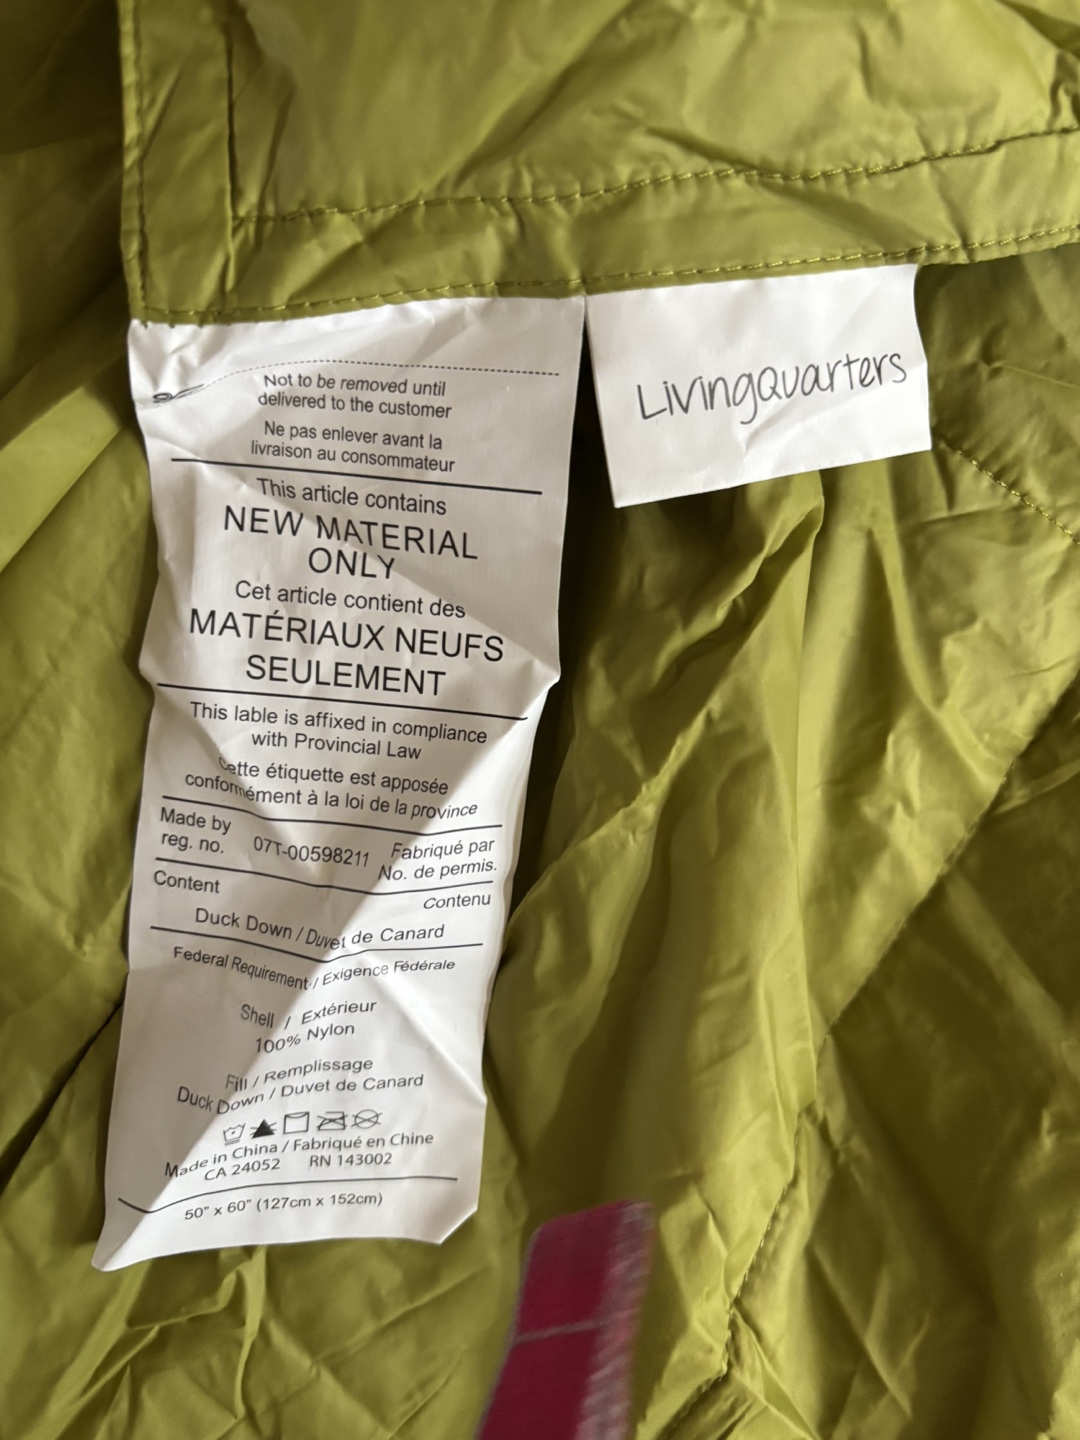 Not to be removed until
delivered to the customer
Ne pas enlever avant la
livraison au consommateur
This article contains
NEW MATERIAL
ONLY
Cet article contient des
MATÉRIAUX NEUFS
SEULEMENT
This lable is affixed in compliance
with Provincial Law
Cette étiquette est apposée
conformément à la loi de la province
Made by
reg. no.
07T-00598211
Fabriqué par
No. de permis.
Content
Contenu
Duck Down / Duvet de Canard
Federal Requirement / Exigence Fédérale
Shell / Extérieur
100% Nylon
Fill / Remplissage
Duck Down / Duvet de Canard
Made in China / Fabriqué en Chine
CA 24052 RN 143002
50" x 60" (127cm x 152cm)
LivingQuarters